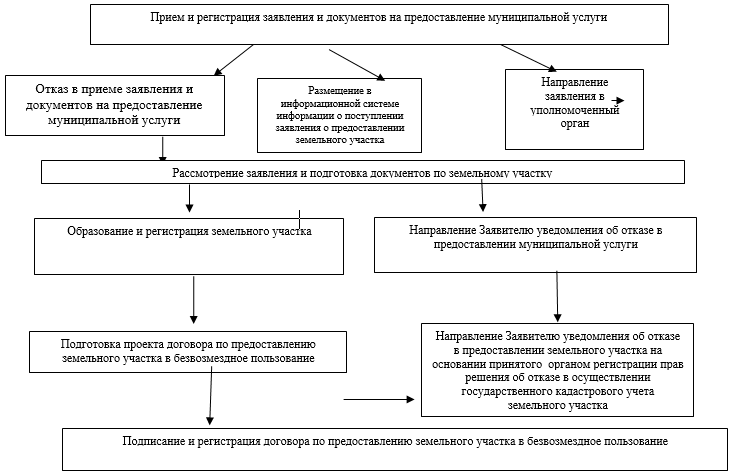 Прием и регистрация заявления и документов на предоставление муниципальной услуги
Отказ в приеме заявления и
документов на предоставление
муниципальной услуги
Размещение в
информационной системе
информации о поступлении
заявления о предоставлении
земельного участка
Направление
заявления в
уполномоченный
орган
Рассмотрение заявления и подготовка документов по земельному участку
Образование и регистрация земельного участка
Направление Заявителю уведомления об отказе в
предоставлении муниципальной услуги
Подготовка проекта договора по предоставлению
земельного участка в безвозмездное пользование
Направление Заявителю уведомления об отказе
в предоставлении земельного участка на
основании принятого органом регистрации прав
решения об отказе в осуществлении
государственного кадастрового учета
земельного участка
Подписание и регистрация договора по предоставлению земельного участка в безвозмездное пользование